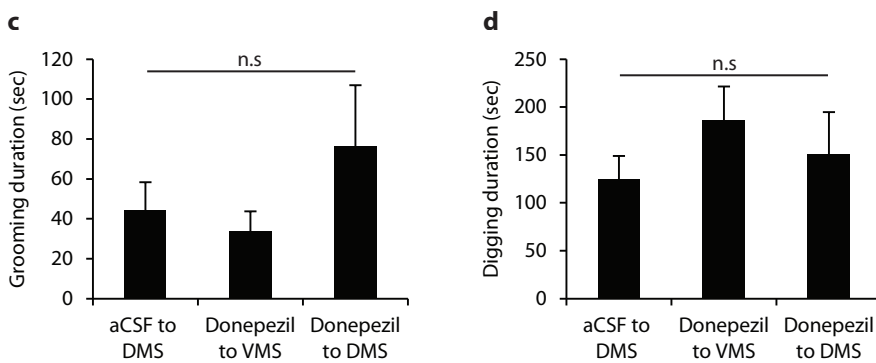 c
Grooming duration (sec)
120
100
80
60
40
20
0
n.s
aCSF to
DMS
Donepezil
to VMS
Donepezil
to DMS
d
Digging duration (sec)
250
200
150
100
50
0
n.s
aCSF to
DMS
Donepezil
to VMS
Donepezil
to DMS